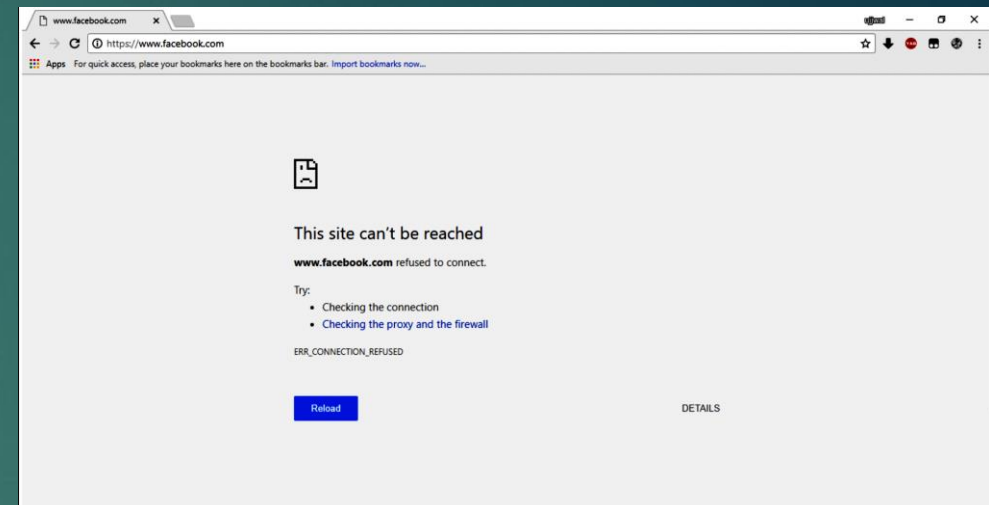 www.facebook.com
https://www.facebook.com
Apps For quick access, place your bookmarks here on the bookmarks bar. Import bookmarks now...
This site can't be reached
www.facebook.com refused to connect.
Try:
• Checking the connection
• Checking the proxy and the firewall
ERR_CONNECTION_REFUSED
Reload DETAILS